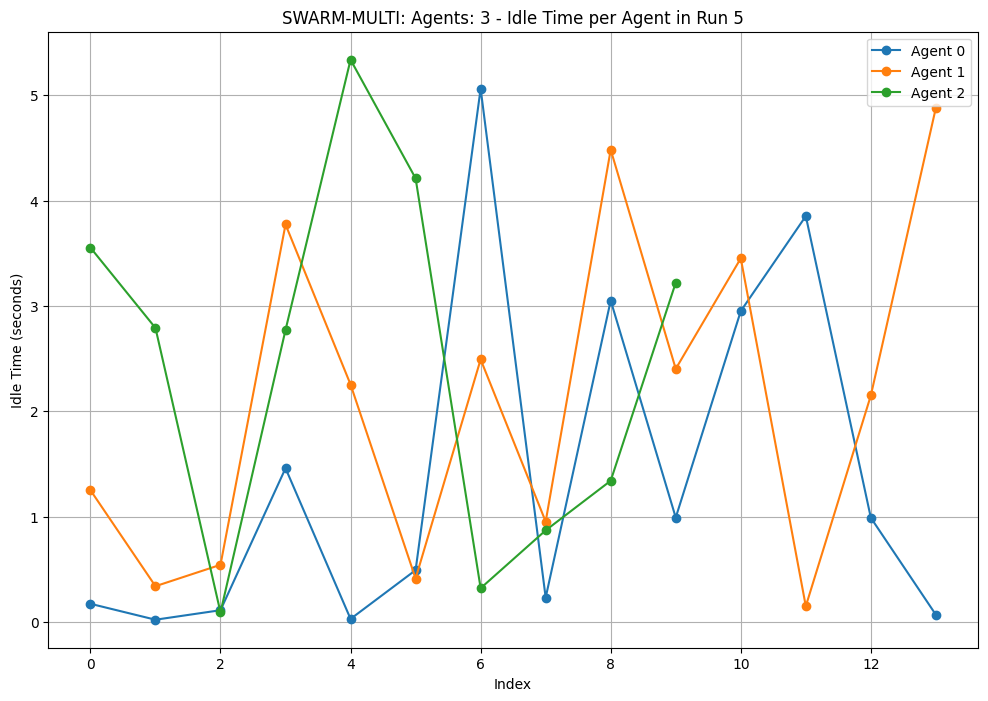 SWARM-MULTI: Agents: 3 - Idle Time per Agent in Run 5
Agent 0
Agent 1
Agent 2
Idle Time (seconds)
5
4
3
2
1
0
0 2 4 6 8 10 12
Index